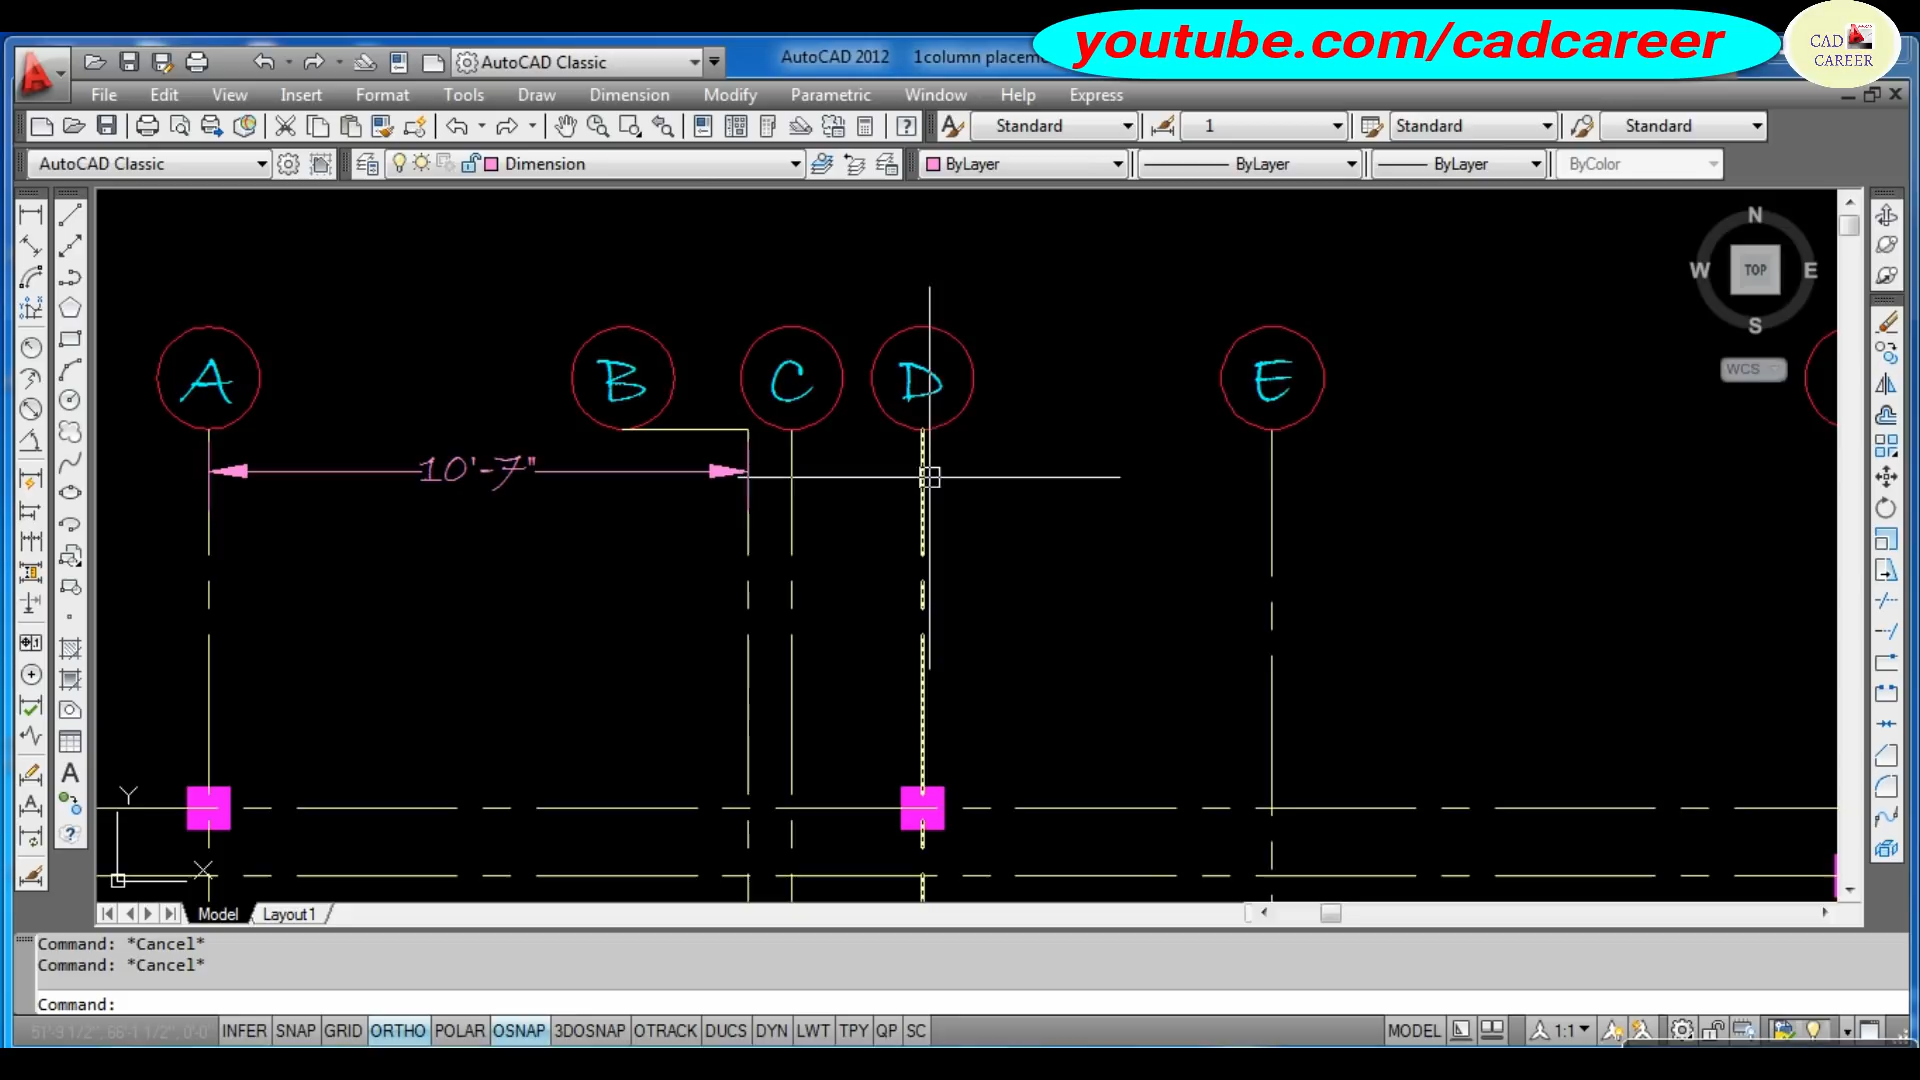 youtube.com/cadcareer
CAD
CAREER
AutoCAD Classic
AutoCAD 2012 1column placeme
File Edit View Insert Format Tools Draw Dimension Modify Parametric Window Help Express
Standard 1 Standard Standard
AutoCAD Classic Dimension ByLayer ByLayer ByLayer ByColor
N
W TOP E
S
WCS
A B C D E
10'-7"
Y
X
Model Layout1
Command: *Cancel*
Command: *Cancel*
Command:
INFER SNAP GRID ORTHO POLAR OSNAP 3DOSNAP OTRACK DUCS DYN LWT TPY QP SC MODEL 1:1